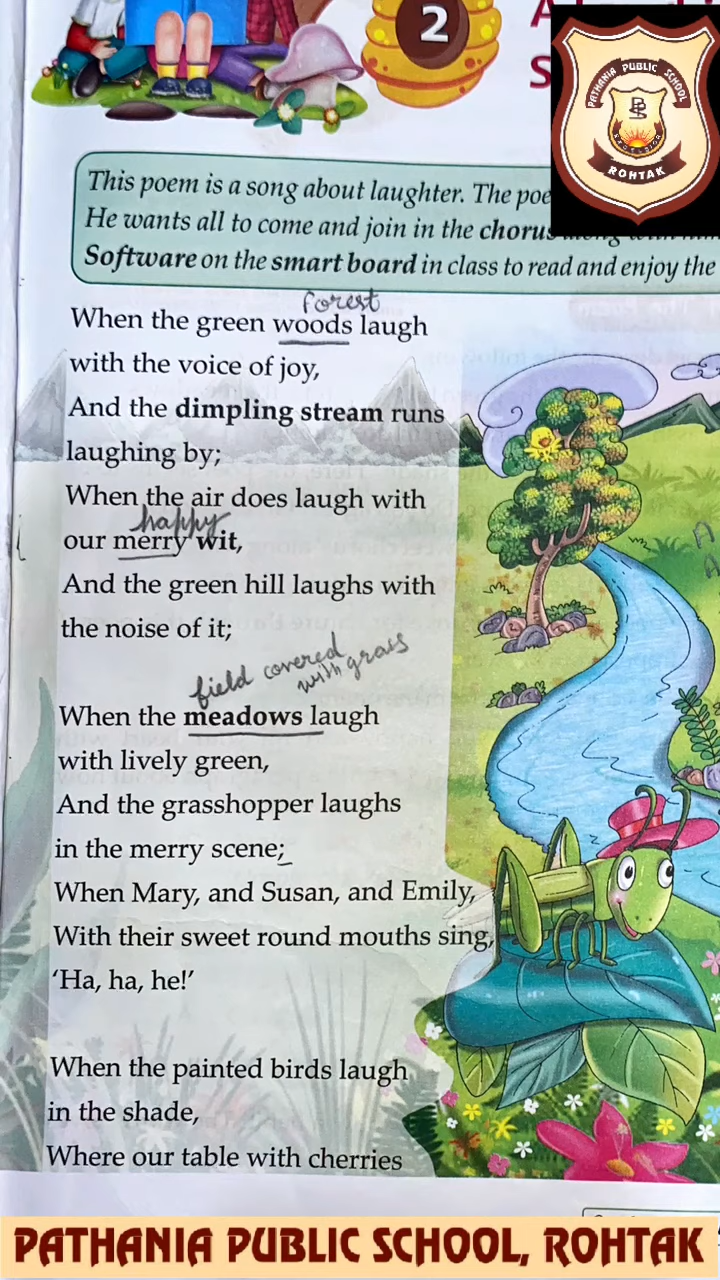 2
A
S
PATHANIA PUBLIC SCHOOL
ROHTAK
This poem is a song about laughter. The poe
He wants all to come and join in the chorus along with him
Software on the smart board in class to read and enjoy the
forest
When the green woods laugh
with the voice of joy,
And the dimpling stream runs
laughing by;
When the air does laugh with
happy
our merry wit,
And the green hill laughs with
the noise of it;
field covered
with grass
When the meadows laugh
with lively green,
And the grasshopper laughs
in the merry scene;
When Mary, and Susan, and Emily,
With their sweet round mouths sing,
‘Ha, ha, he!’
When the painted birds laugh
in the shade,
Where our table with cherries
PATHANIA PUBLIC SCHOOL, ROHTAK